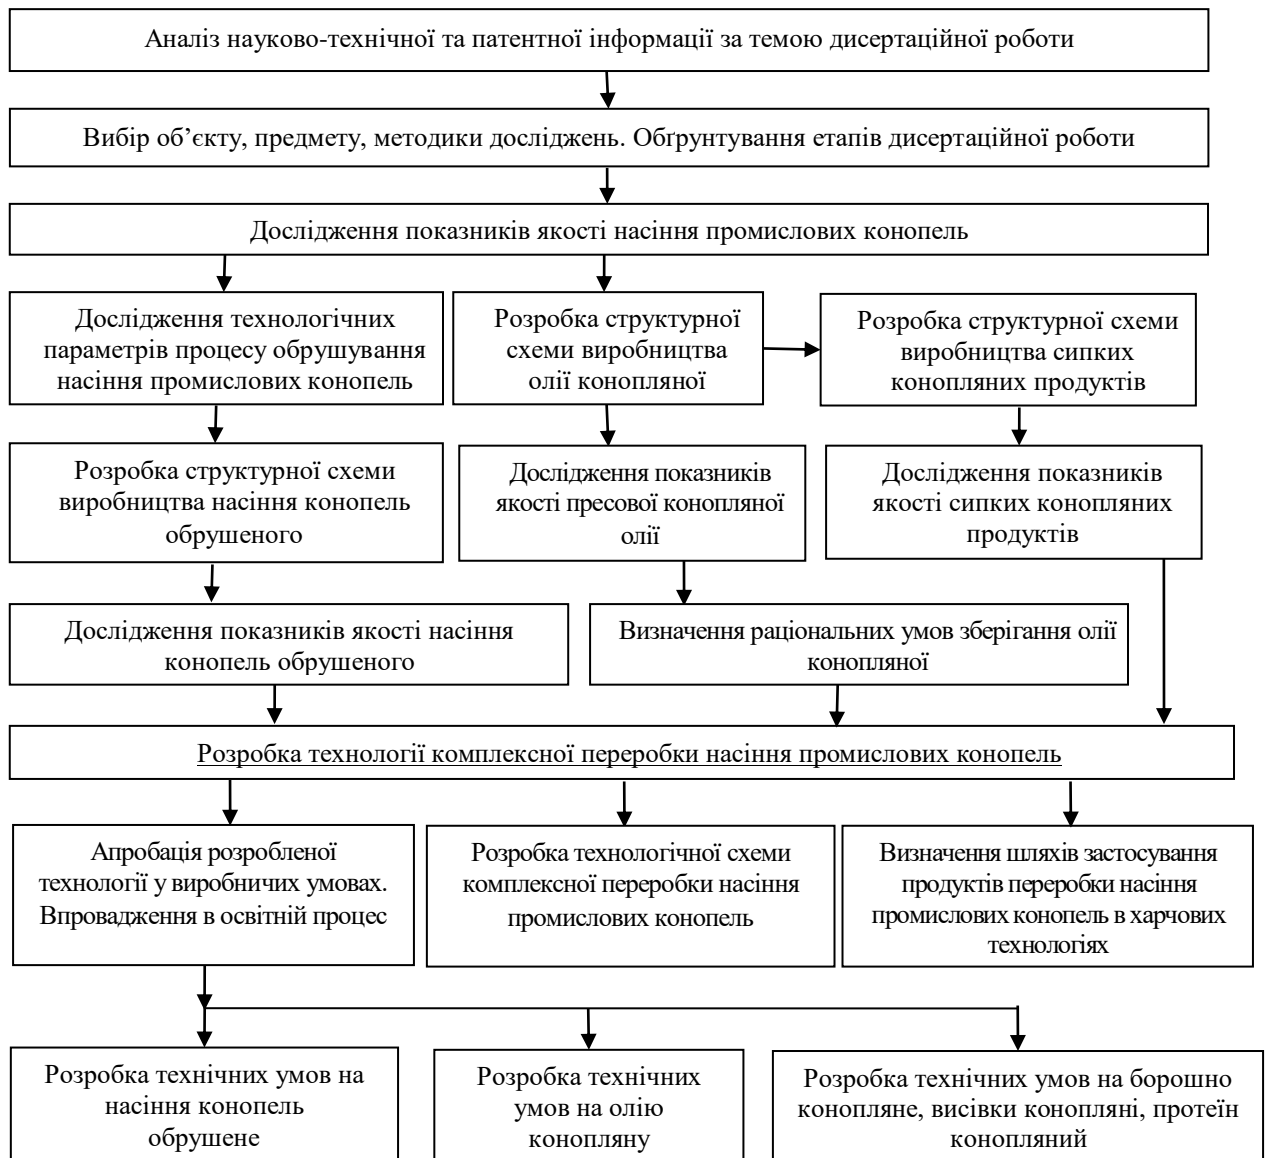 Аналіз науково-технічної та патентної інформації за темою дисертаційної роботи
Вибір об’єкту, предмету, методики досліджень. Обґрунтування етапів дисертаційної роботи
Дослідження показників якості насіння промислових конопель
Дослідження технологічних
параметрів процесу обрушування
насіння промислових конопель
Розробка структурної
схеми виробництва
олії конопляної
Розробка структурної схеми
виробництва сипких
конопляних продуктів
Розробка структурної схеми
виробництва насіння конопель
обрушеного
Дослідження показників
якості пресової конопляної
олії
Дослідження показників
якості сипких конопляних
продуктів
Дослідження показників якості насіння
конопель обрушеного
Визначення раціональних умов зберігання олії
конопляної
Розробка технології комплексної переробки насіння промислових конопель
Апробація розробленої
технології у виробничих умовах.
Впровадження в освітній процес
Розробка технологічної схеми
комплексної переробки насіння
промислових конопель
Визначення шляхів застосування
продуктів переробки насіння
промислових конопель в харчових
технологіях
Розробка технічних умов на
насіння конопель
обрушене
Розробка технічних
умов на олію
конопляну
Розробка технічних умов на борошно
конопляне, висівки конопляні, протеїн
конопляний